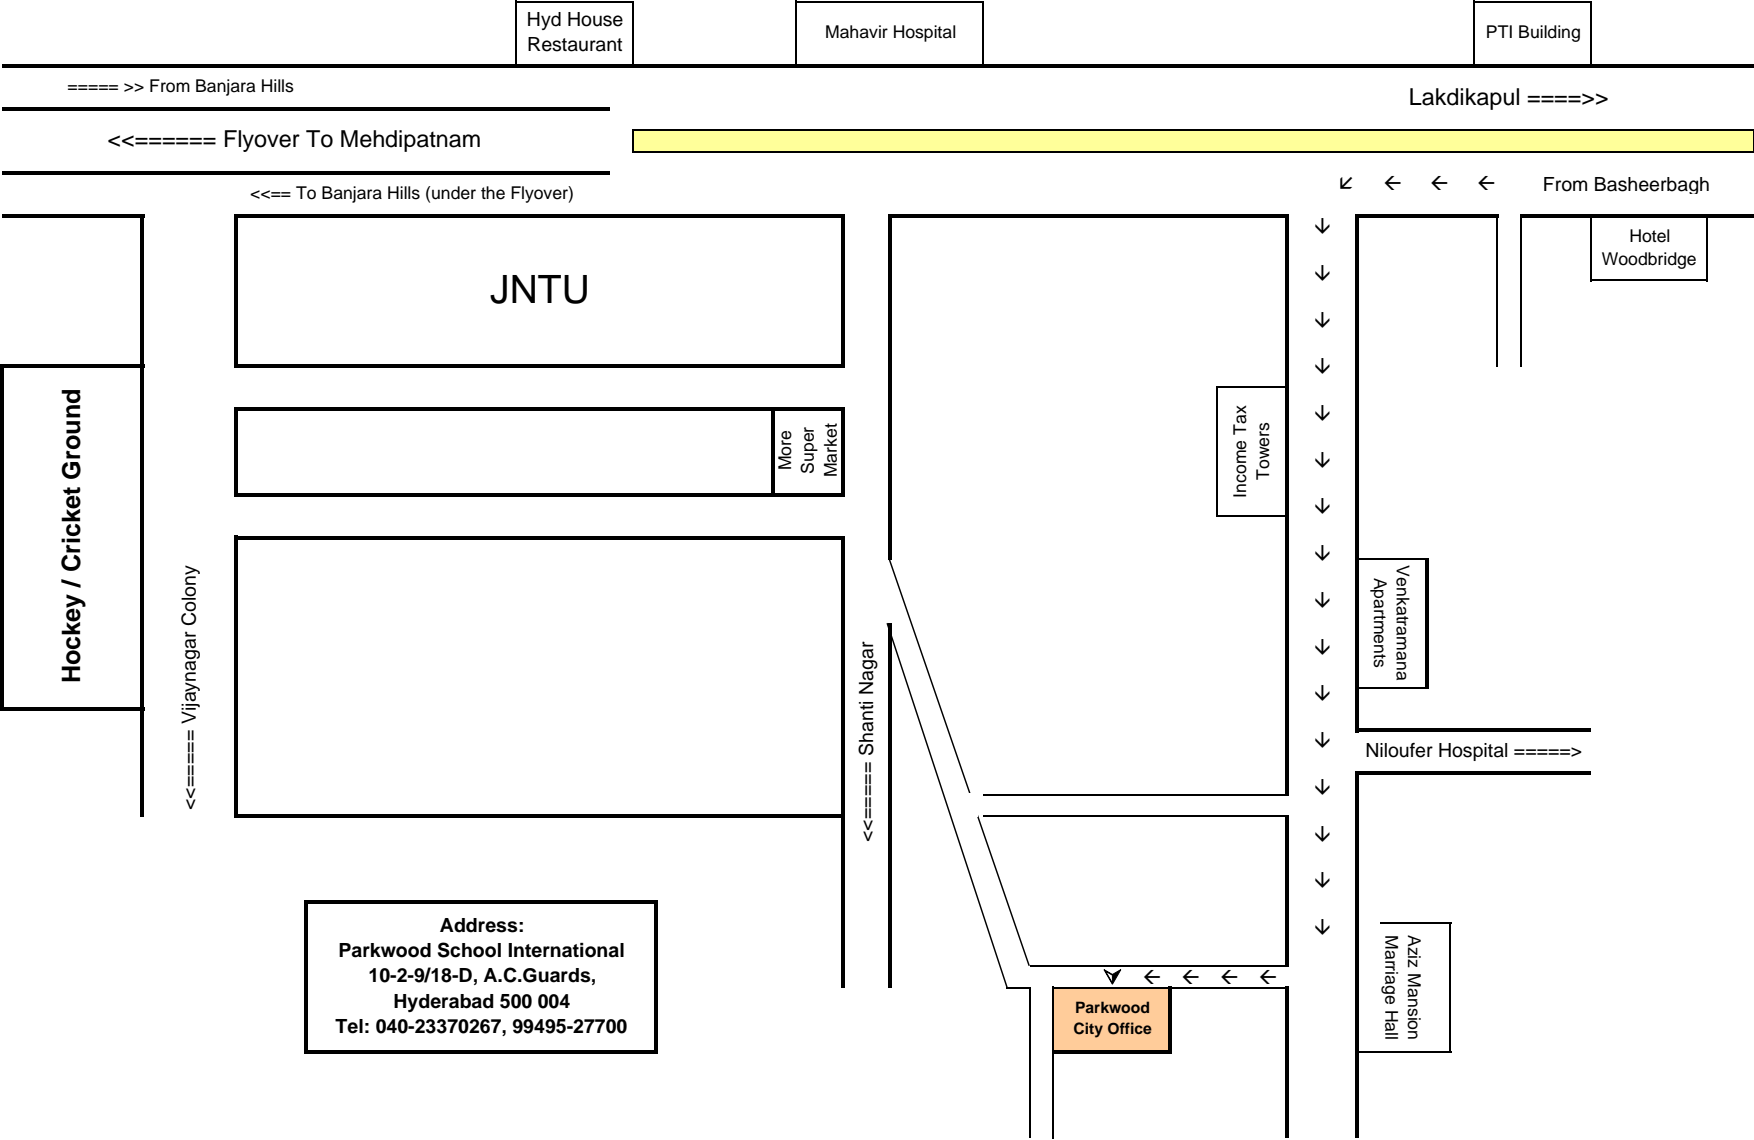 Hyd House
Restaurant
Mahavir Hospital
PTI Building
===== >> From Banjara Hills
Lakdikapul ====>>
<<====== Flyover To Mehdipatnam
<<== To Banjara Hills (under the Flyover)
From Basheerbagh
Hotel
Woodbridge
JNTU
Hockey / Cricket Ground
More
Super
Market
Income Tax
Towers
<<====== Vijaynagar Colony
Venkatramana
Apartments
<<====== Shanti Nagar
Niloufer Hospital =====>
Address:
Parkwood School International
10-2-9/18-D, A.C.Guards,
Hyderabad 500 004
Tel: 040-23370267, 99495-27700
Aziz Mansion
Marriage Hall
Parkwood
City Office